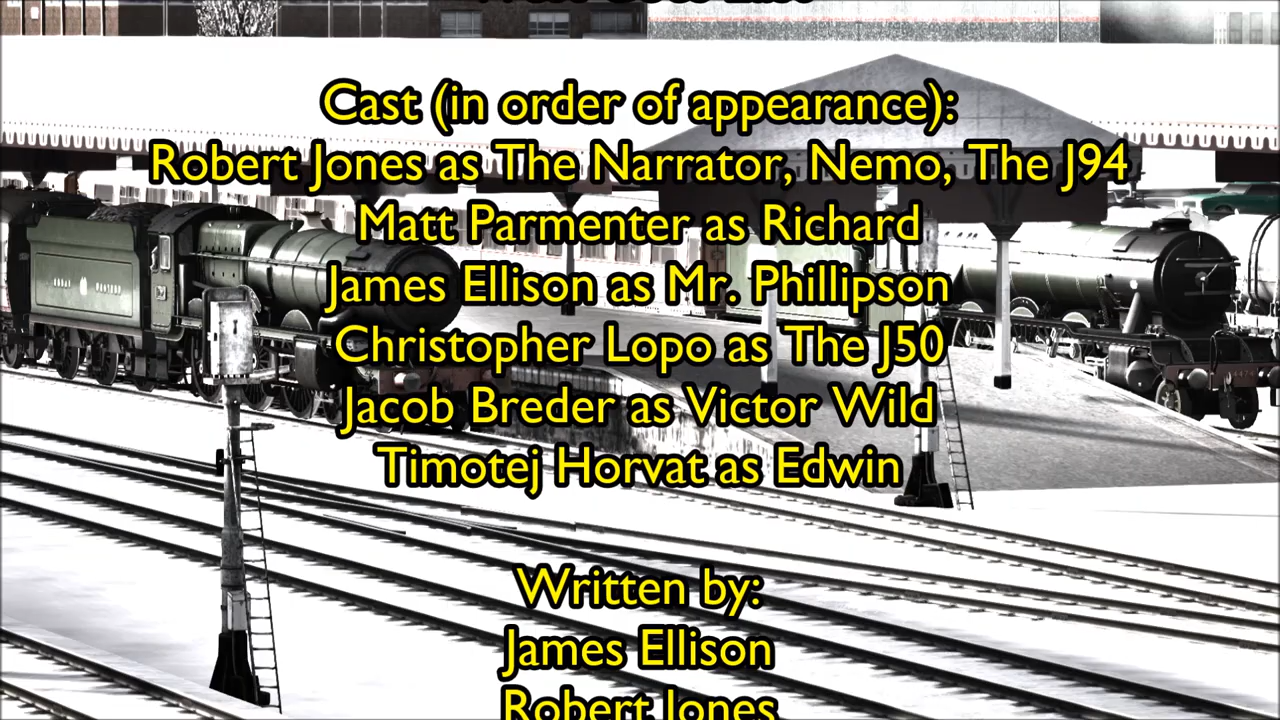 Cast (in order of appearance):
Robert Jones as The Narrator, Nemo, The J94
Matt Parmenter as Richard
James Ellison as Mr. Phillipson
Christopher Lopo as The J50
Jacob Breder as Victor Wild
Timotej Horvat as Edwin
Written by:
James Ellison
Robert Jones